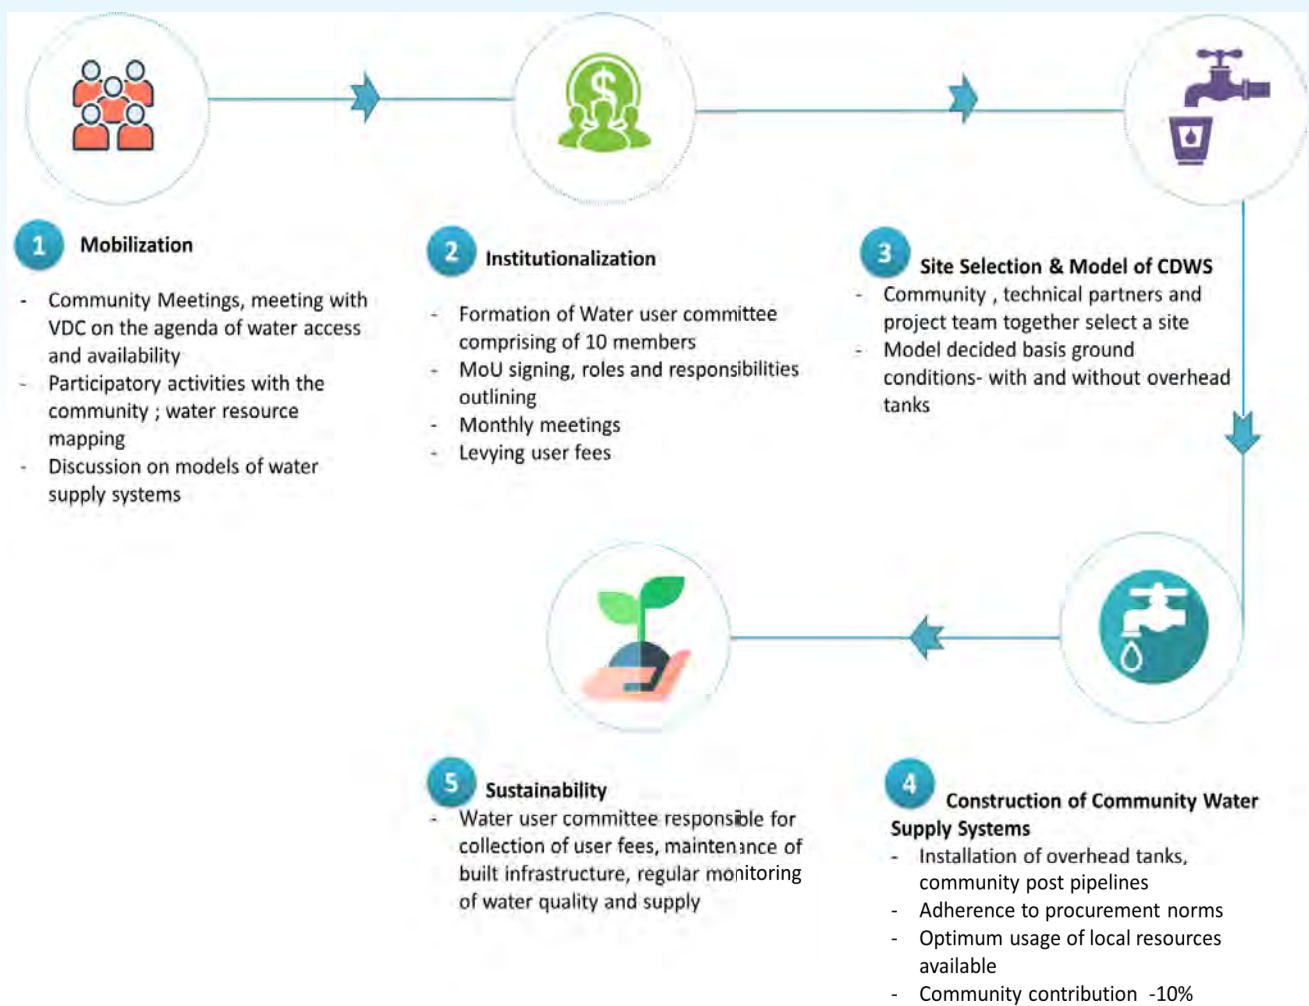 1 Mobilization
- Community Meetings, meeting with
VDC on the agenda of water access
and availability
- Participatory activities with the
community ; water resource
mapping
- Discussion on models of water
supply systems
2 Institutionalization
- Formation of Water user committee
comprising of 10 members
- MoU signing, roles and responsibilities
outlining
- Monthly meetings
- Levying user fees
3 Site Selection & Model of CDWS
- Community , technical partners and
project team together select a site
- Model decided basis ground
conditions- with and without overhead
tanks
4 Construction of Community Water
Supply Systems
- Installation of overhead tanks,
community post pipelines
- Adherence to procurement norms
- Optimum usage of local resources
available
- Community contribution -10%
5 Sustainability
- Water user committee responsible for
collection of user fees, maintenance of
built infrastructure, regular monitoring
of water quality and supply
$